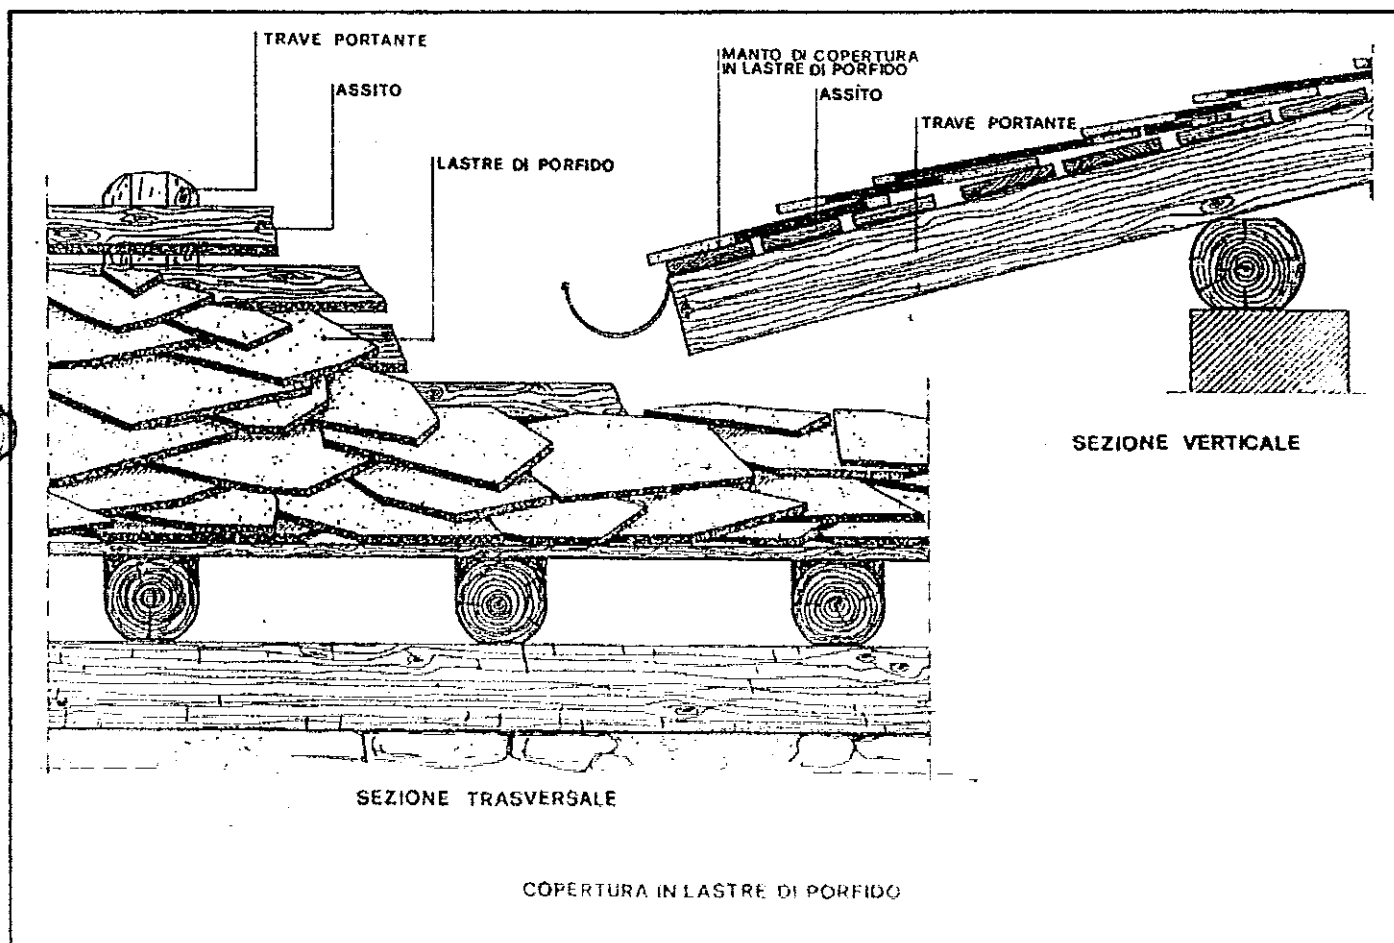 TRAVE PORTANTE
ASSITO
LASTRE DI PORFIDO
MANTO DI COPERTURA
IN LASTRE DI PORFIDO
ASSITO
TRAVE PORTANTE
SEZIONE VERTICALE
SEZIONE TRASVERSALE
COPERTURA IN LASTRE DI PORFIDO